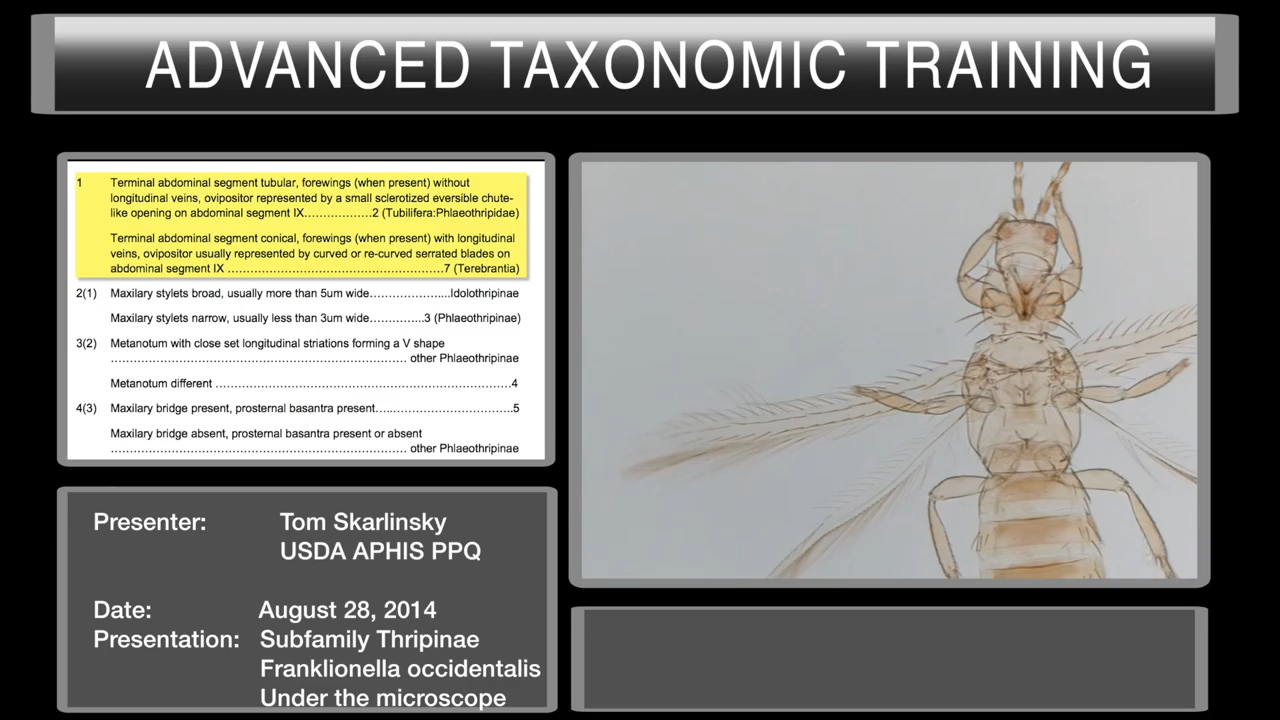 ADVANCED TAXONOMIC TRAINING
1 Terminal abdominal segment tubular, forewings (when present) without
longitudinal veins, ovipositor represented by a small sclerotized eversible chute-
like opening on abdominal segment IX.................2 (Tubilifera:Phlaeothripidae)
Terminal abdominal segment conical, forewings (when present) with longitudinal
veins, ovipositor usually represented by curved or re-curved serrated blades on
abdominal segment IX ......................................................7 (Terebrantia)
2(1) Maxilary stylets broad, usually more than 5um wide.....................Idolothripinae
Maxilary stylets narrow, usually less than 3um wide...............3 (Phlaeothripinae)
3(2) Metanotum with close set longitudinal striations forming a V shape
.............................................................................. other Phlaeothripinae
Metanotum different ..............................................................................4
4(3) Maxilary bridge present, prosternal basantra present...................................5
Maxilary bridge absent, prosternal basantra present or absent
.............................................................................. other Phlaeothripinae
Presenter: Tom Skarlinsky
USDA APHIS PPQ
Date: August 28, 2014
Presentation: Subfamily Thripinae
Franklionella occidentalis
Under the microscope